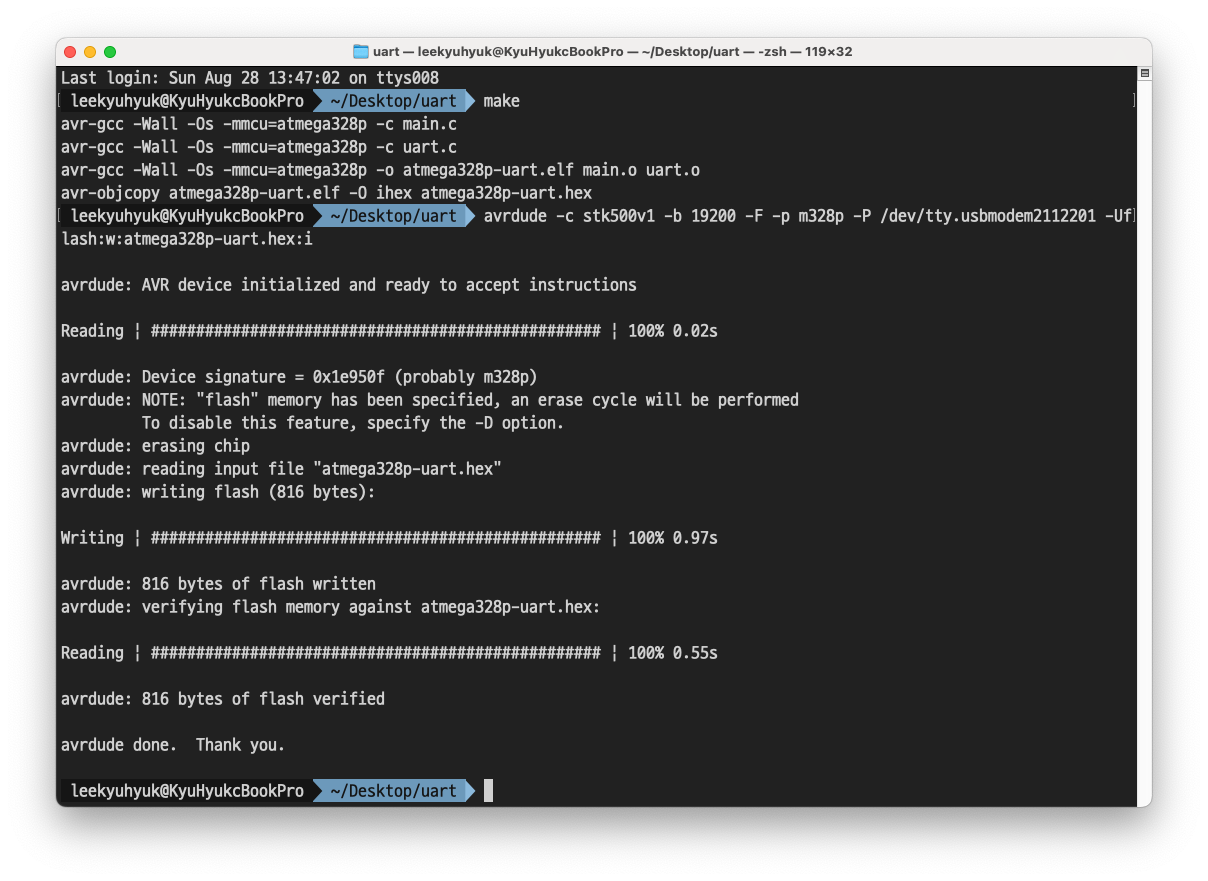 uart — leekyuhyuk@KyuHyukcBookPro — ~/Desktop/uart — -zsh — 119×32
Last login: Sun Aug 28 13:47:02 on ttys008
leekyuhyuk@KyuHyukcBookPro ~/Desktop/uart make
avr-gcc -Wall -Os -mmcu=atmega328p -c main.c
avr-gcc -Wall -Os -mmcu=atmega328p -c uart.c
avr-gcc -Wall -Os -mmcu=atmega328p -o atmega328p-uart.elf main.o uart.o
avr-objcopy atmega328p-uart.elf -O ihex atmega328p-uart.hex
leekyuhyuk@KyuHyukcBookPro ~/Desktop/uart avrdude -c stk500v1 -b 19200 -F -p m328p -P /dev/tty.usbmodem2112201 -Uf
lash:w:atmega328p-uart.hex:i
avrdude: AVR device initialized and ready to accept instructions
Reading | ################################################## | 100% 0.02s
avrdude: Device signature = 0x1e950f (probably m328p)
avrdude: NOTE: "flash" memory has been specified, an erase cycle will be performed
To disable this feature, specify the -D option.
avrdude: erasing chip
avrdude: reading input file "atmega328p-uart.hex"
avrdude: writing flash (816 bytes):
Writing | ################################################## | 100% 0.97s
avrdude: 816 bytes of flash written
avrdude: verifying flash memory against atmega328p-uart.hex:
Reading | ################################################## | 100% 0.55s
avrdude: 816 bytes of flash verified
avrdude done.  Thank you.
leekyuhyuk@KyuHyukcBookPro ~/Desktop/uart